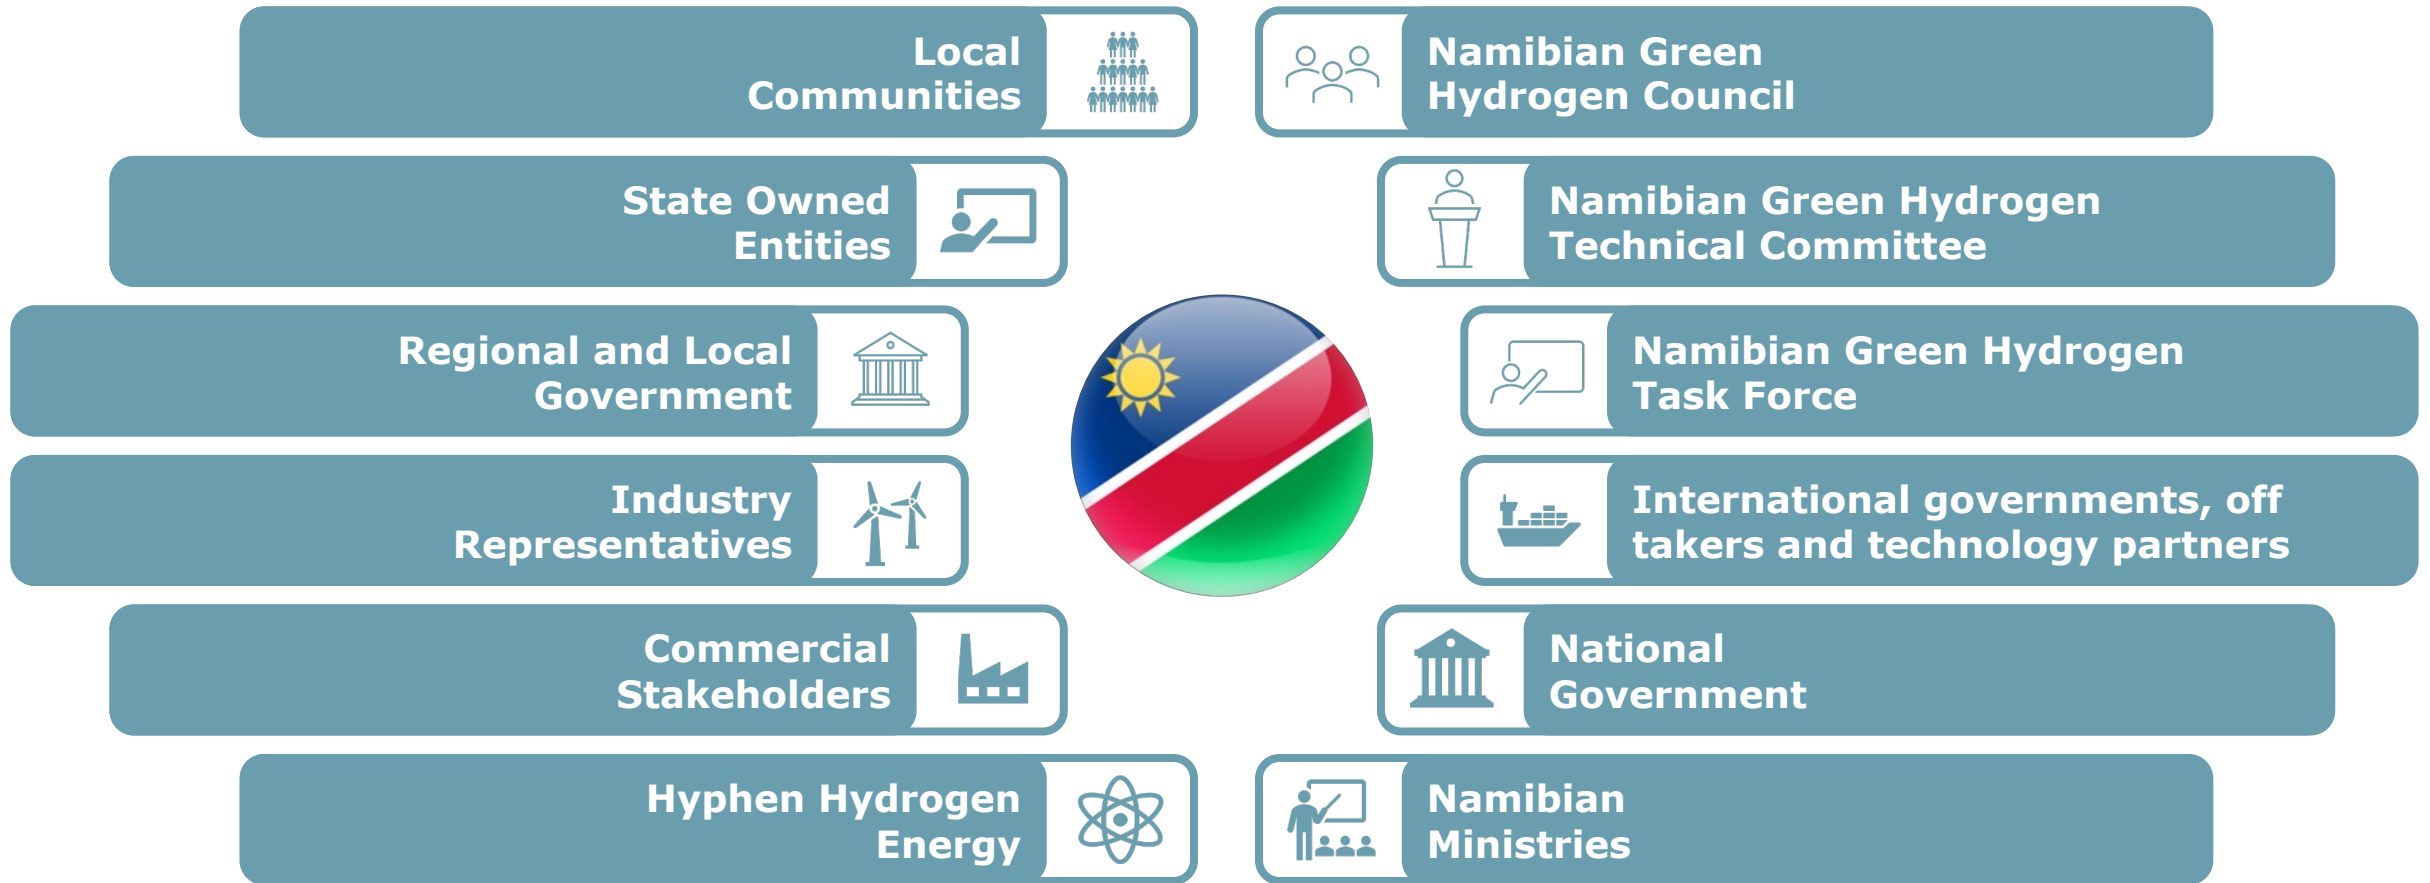 Local
Communities
State Owned
Entities
Regional and Local
Government
Industry
Representatives
Commercial
Stakeholders
Hyphen Hydrogen
Energy
Namibian Green
Hydrogen Council
Namibian Green Hydrogen
Technical Committee
Namibian Green Hydrogen
Task Force
International governments, off
takers and technology partners
National
Government
Namibian
Ministries